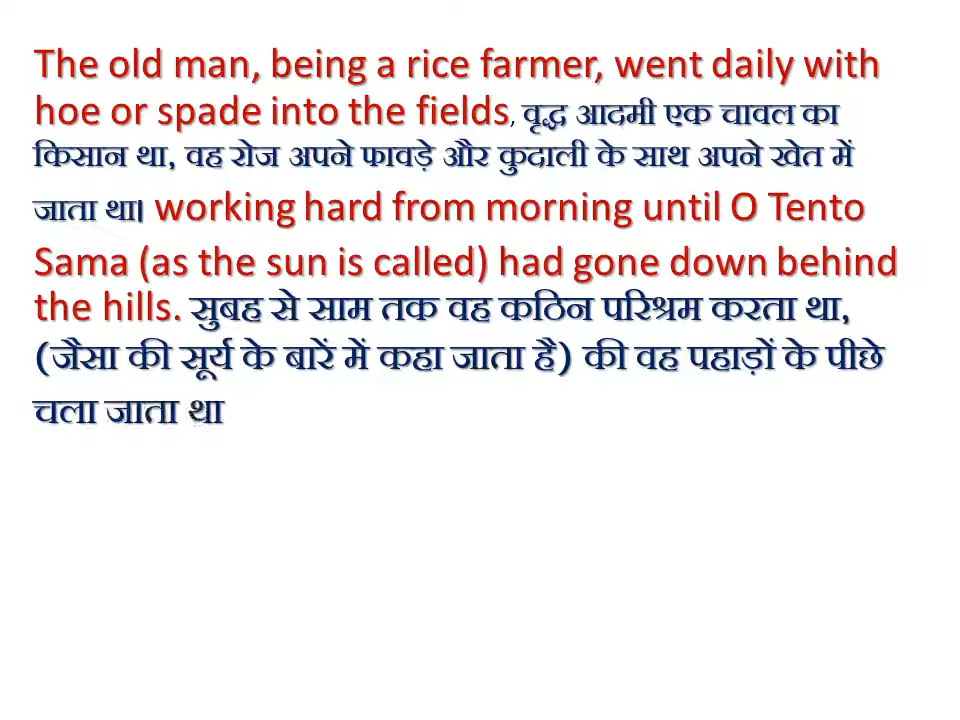 The old man, being a rice farmer, went daily with
hoe or spade into the fields, वृद्ध आदमी एक चावल का
किसान था, वह रोज अपने फावड़े और कुदाली के साथ अपने खेत में
जाता था। working hard from morning until O Tento
Sama (as the sun is called) had gone down behind
the hills. सुबह से साम तक वह कठिन परिश्रम करता था,
(जैसा की सूर्य के बारें में कहा जाता है) की वह पहाड़ों के पीछे
चला जाता था